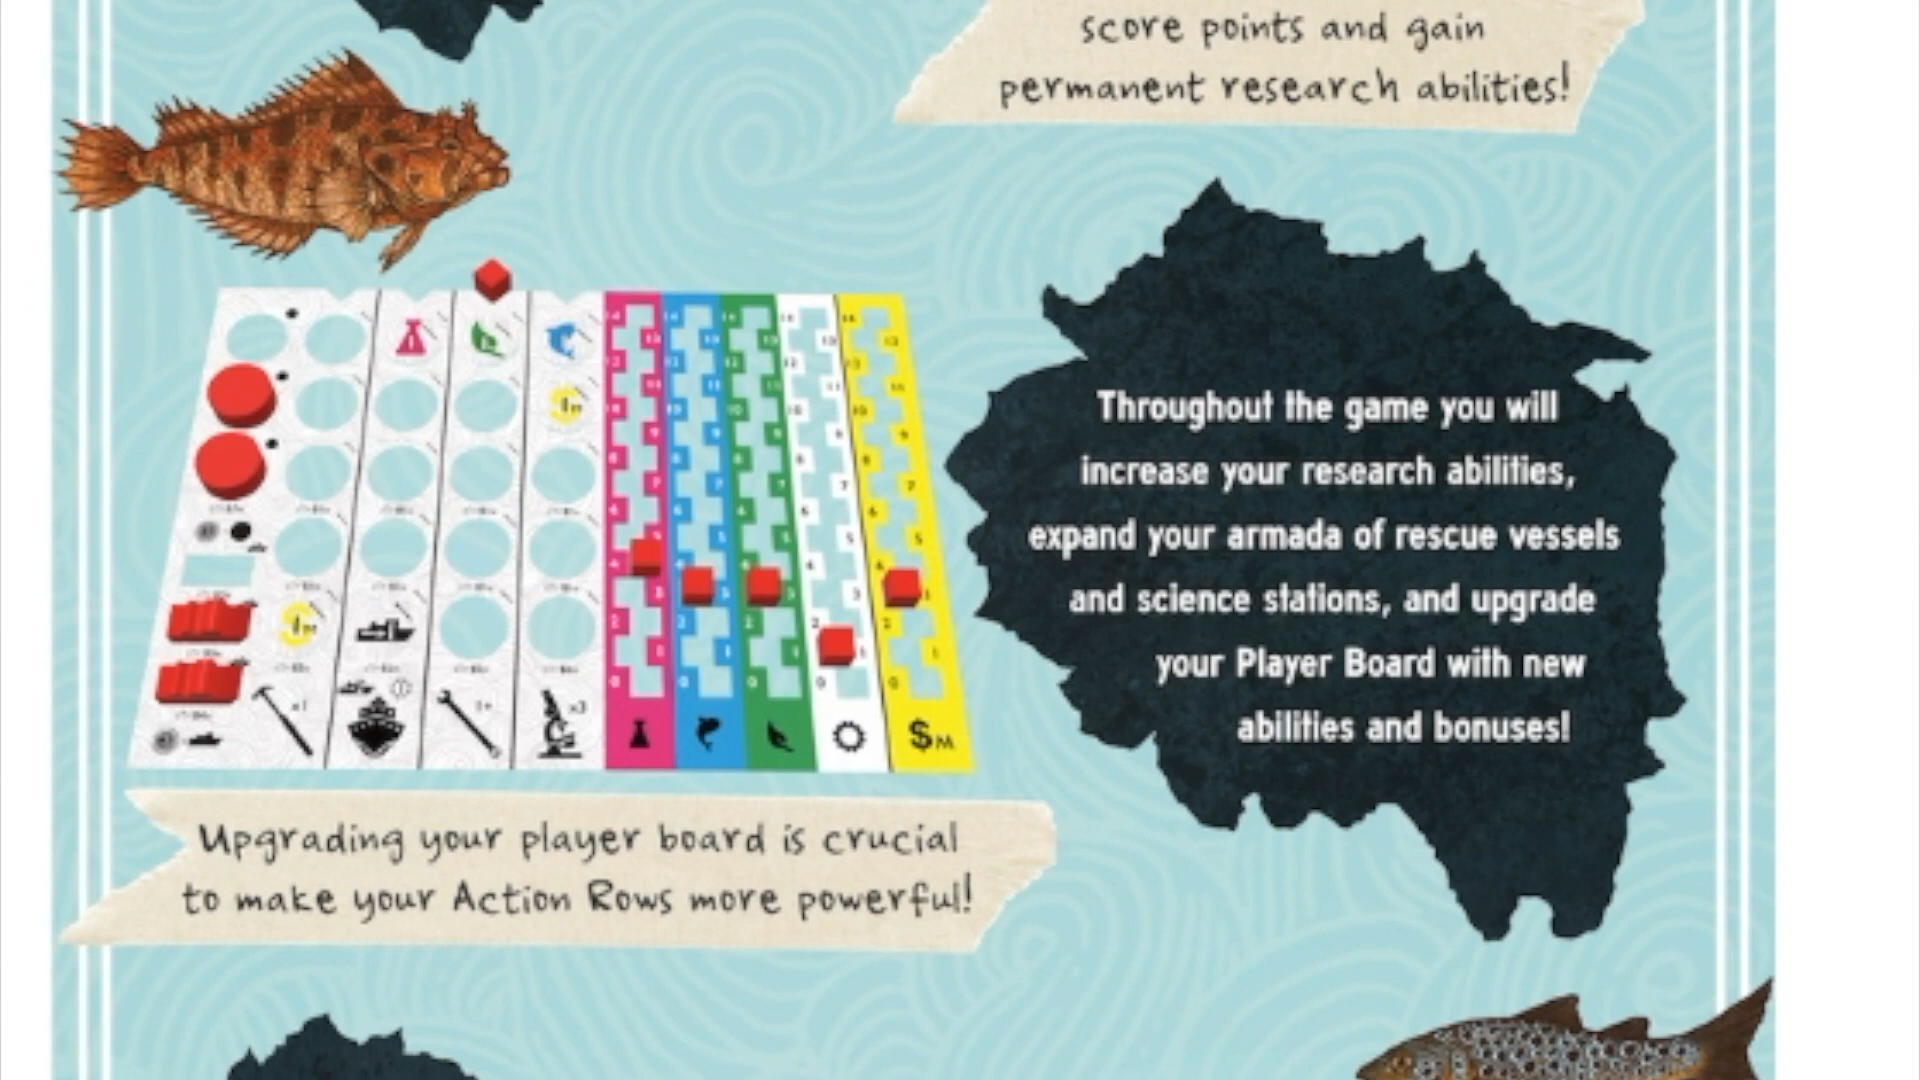 score points and gain
permanent research abilities!
Throughout the game you will
increase your research abilities,
expand your armada of rescue vessels
and science stations, and upgrade
your Player Board with new
abilities and bonuses!
x1
x3
$M
Upgrading your player board is crucial
to make your Action Rows more powerful!